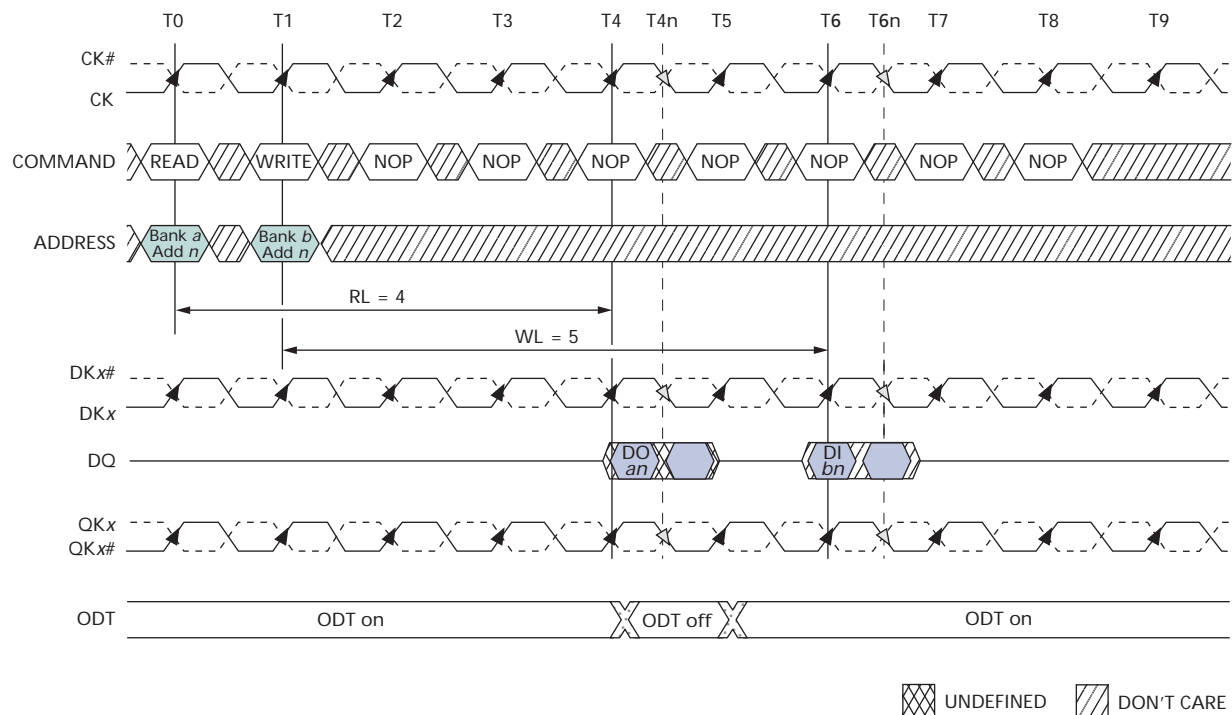 T0 T1 T2 T3 T4 T4n T5 T6 T6n T7 T8 T9
CK#
CK
COMMAND READ WRITE NOP NOP NOP NOP NOP NOP NOP
ADDRESS Bank a Bank b
Add n Add n
RL = 4
WL = 5
DKx#
DKx
DQ DO DI
an bn
QKx
QKx#
ODT ODT on ODT off ODT on
UNDEFINED DON'T CARE